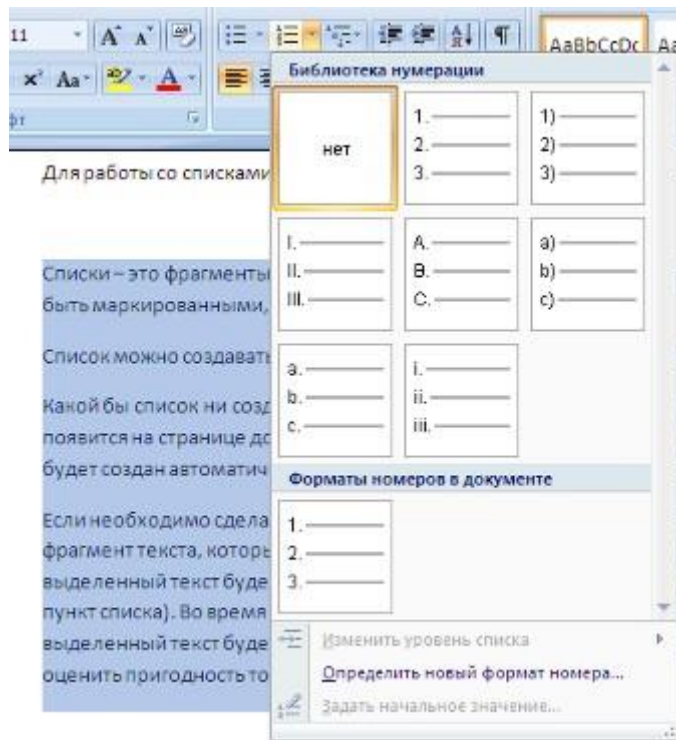 11
Aa
AaBbCcDc Aa
фт
Библиотека нумерации
нет
1.
2.
3.
1)
2)
3)
I.
II.
III.
A.
B.
C.
a)
b)
c)
a.
b.
c.
i.
ii.
iii.
Форматы номеров в документе
1.
2.
3.
Изменить уровень списка
Определить новый формат номера...
Задать начальное значение...
Для работы со списками
Списки – это фрагменты
быть маркированными,
Список можно создавать
Какой бы список ни созд
появится на странице до
будет создан автоматич
Если необходимо сдела
фрагмент текста, которы
выделенный текст буде
пункт списка). Во время
выделенный текст буде
оценить пригодность то